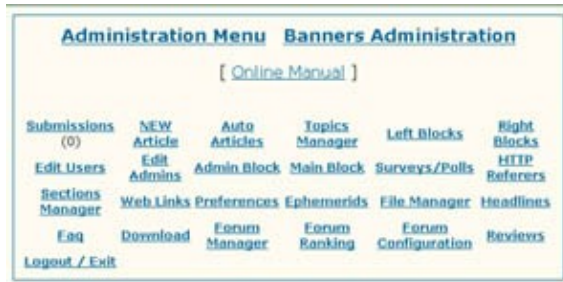 Administration Menu Banners Administration
[ Online Manual ]
Submissions (0) NEW Article Auto Articles Topics Manager Left Blocks Right Blocks
Edit Users Edit Admins Admin Block Main Block Surveys/Polls HTTP Referers
Sections Manager Web Links Preferences Ephemerids File Manager Headlines
Faq Download Forum Manager Forum Ranking Forum Configuration Reviews
Logout / Exit